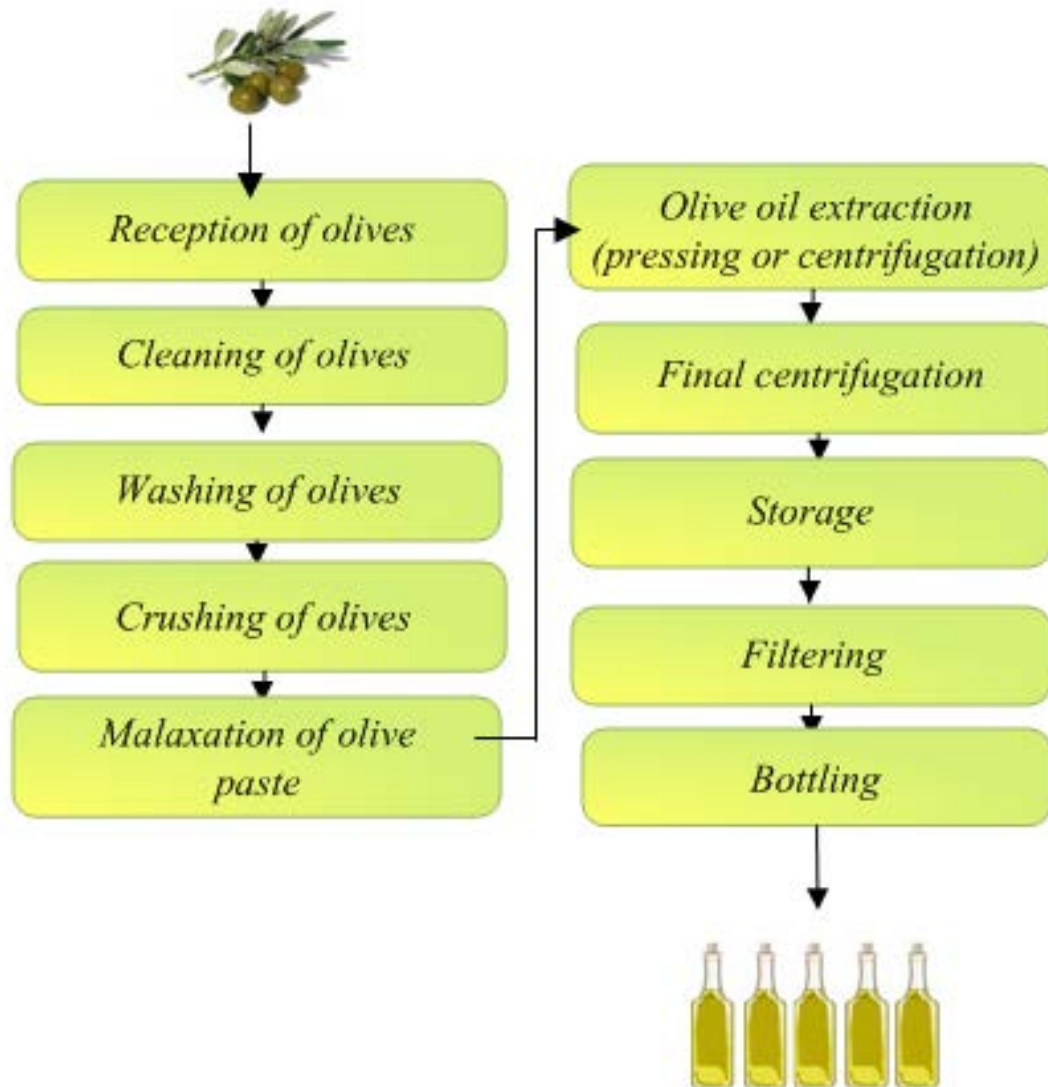 Reception of olives
Cleaning of olives
Washing of olives
Crushing of olives
Malaxation of olive
paste
Olive oil extraction
(pressing or centrifugation)
Final centrifugation
Storage
Filtering
Bottling